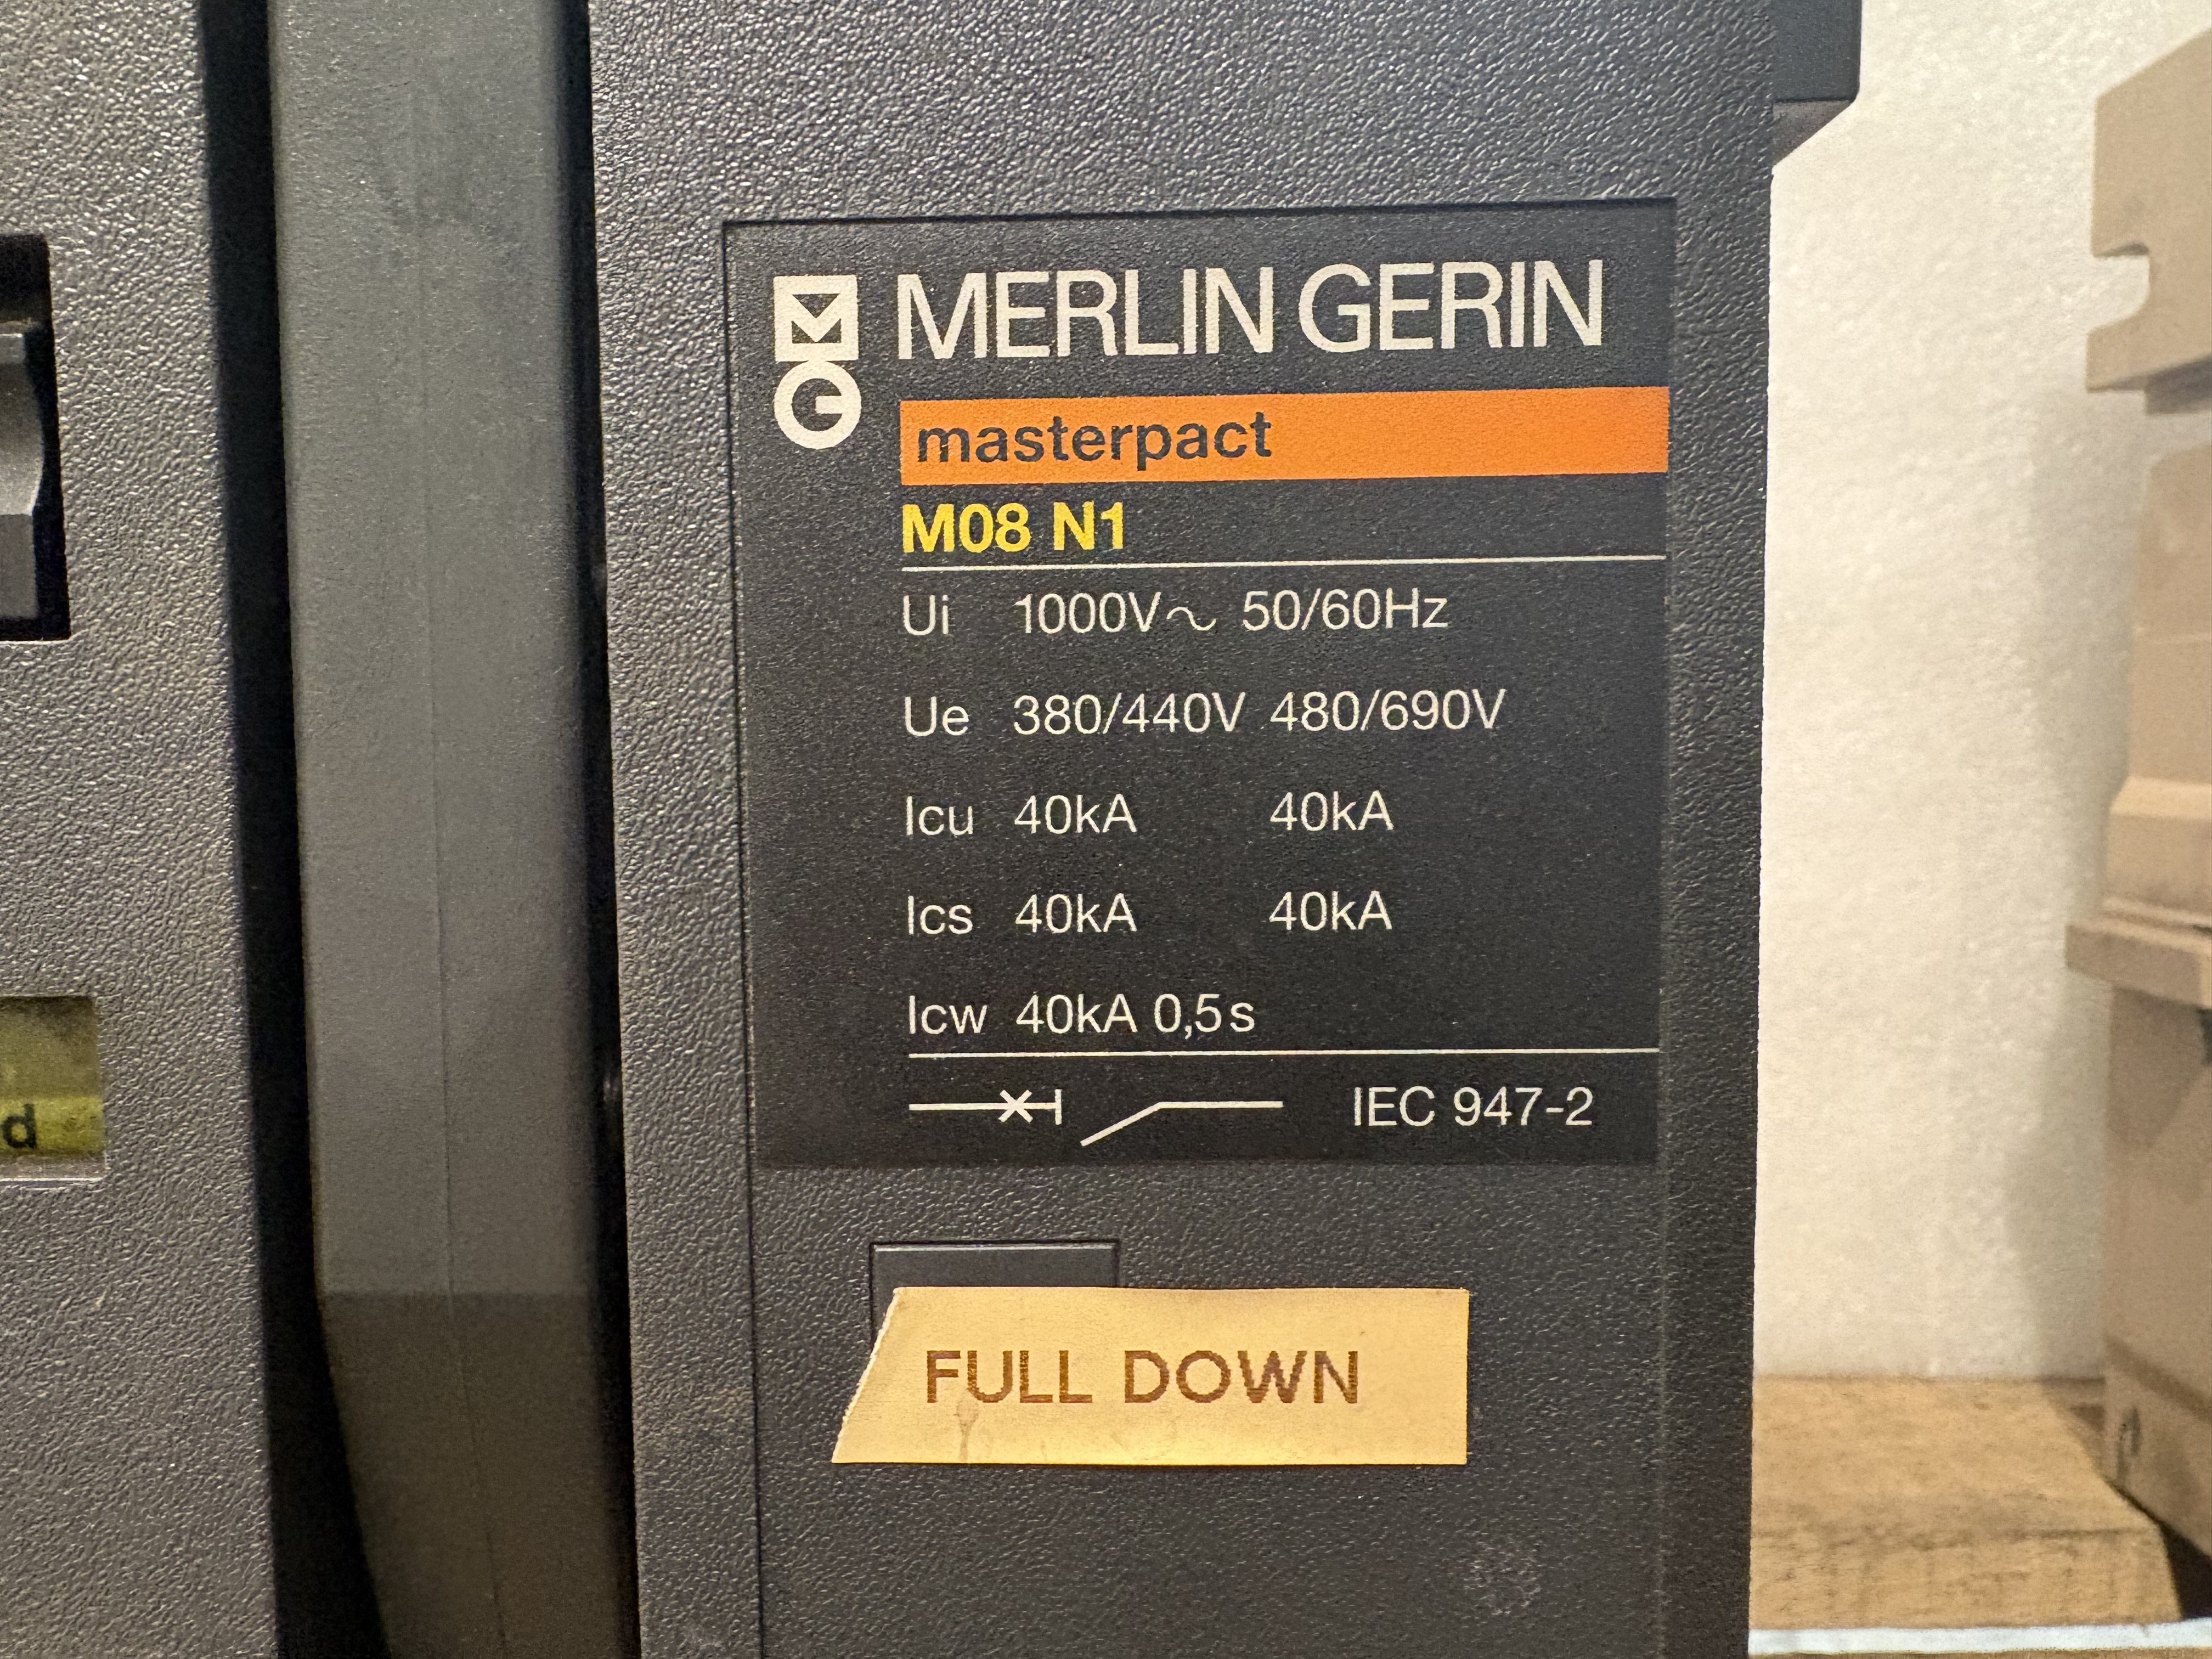 MERLIN GERIN
masterpact
M08 N1
Ui 1000V~ 50/60Hz
Ue 380/440V 480/690V
Icu 40kA 40kA
Ics 40kA 40kA
Icw 40kA 0,5s
IEC 947-2
FULL DOWN